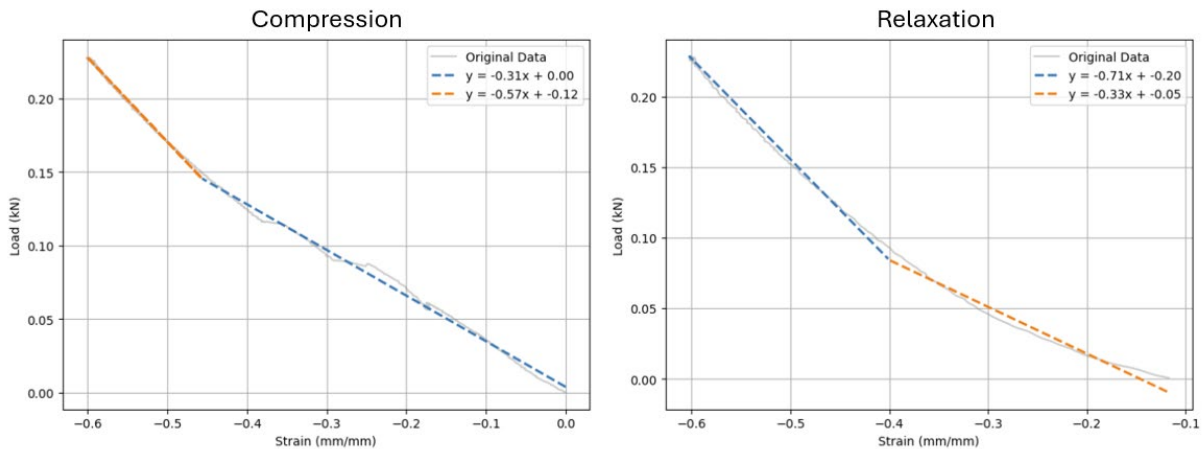 Compression
Original Data
y = -0.31x + 0.00
y = -0.57x + -0.12
Load (kN)
0.20
0.15
0.10
0.05
0.00
−0.6 −0.5 −0.4 −0.3 −0.2 −0.1 0.0
Strain (mm/mm)
Relaxation
Original Data
y = -0.71x + -0.20
y = -0.33x + -0.05
Load (kN)
0.20
0.15
0.10
0.05
0.00
−0.6 −0.5 −0.4 −0.3 −0.2 −0.1
Strain (mm/mm)